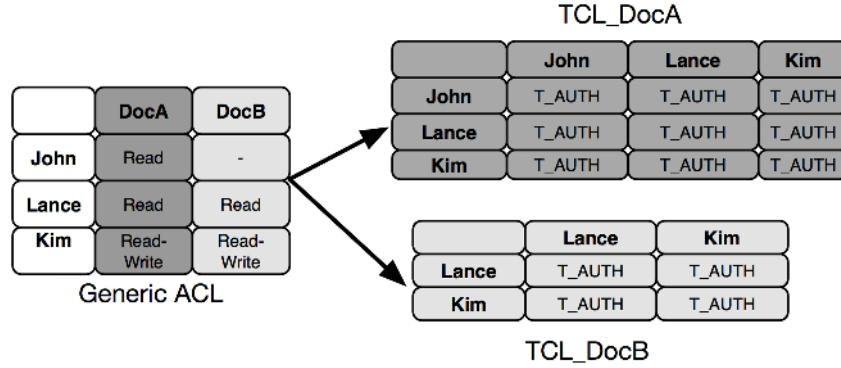 TCL_DocA
John Lance Kim
John T_AUTH T_AUTH T_AUTH
Lance T_AUTH T_AUTH T_AUTH
Kim T_AUTH T_AUTH T_AUTH
DocA DocB
John Read -
Lance Read Read
Kim Read- Read-
Write Write
Generic ACL
Lance Kim
Lance T_AUTH T_AUTH
Kim T_AUTH T_AUTH
TCL_DocB